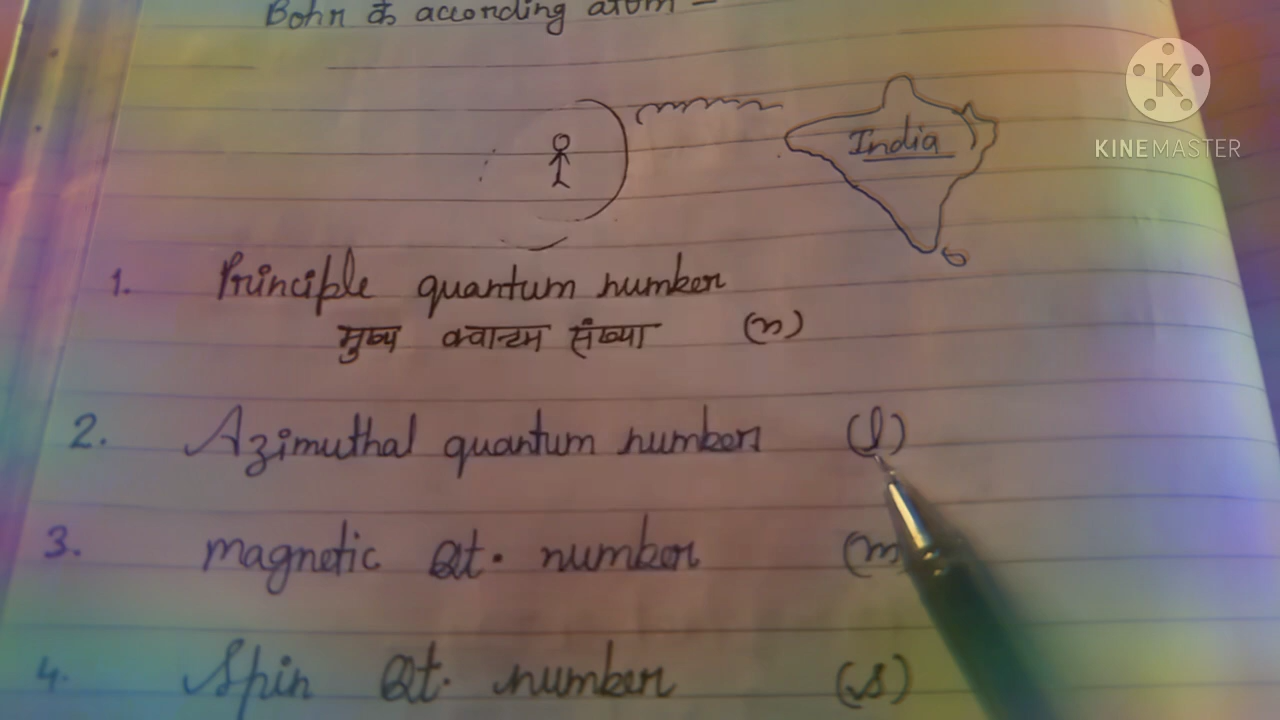 Bohr के according atom –
India
K
KINEMASTER
1. Principle quantum number
मुख्य क्वान्टम संख्या (n)
2. Azimuthal quantum number (l)
3. magnetic Qt. number (m)
4. Spin Qt. number (s)